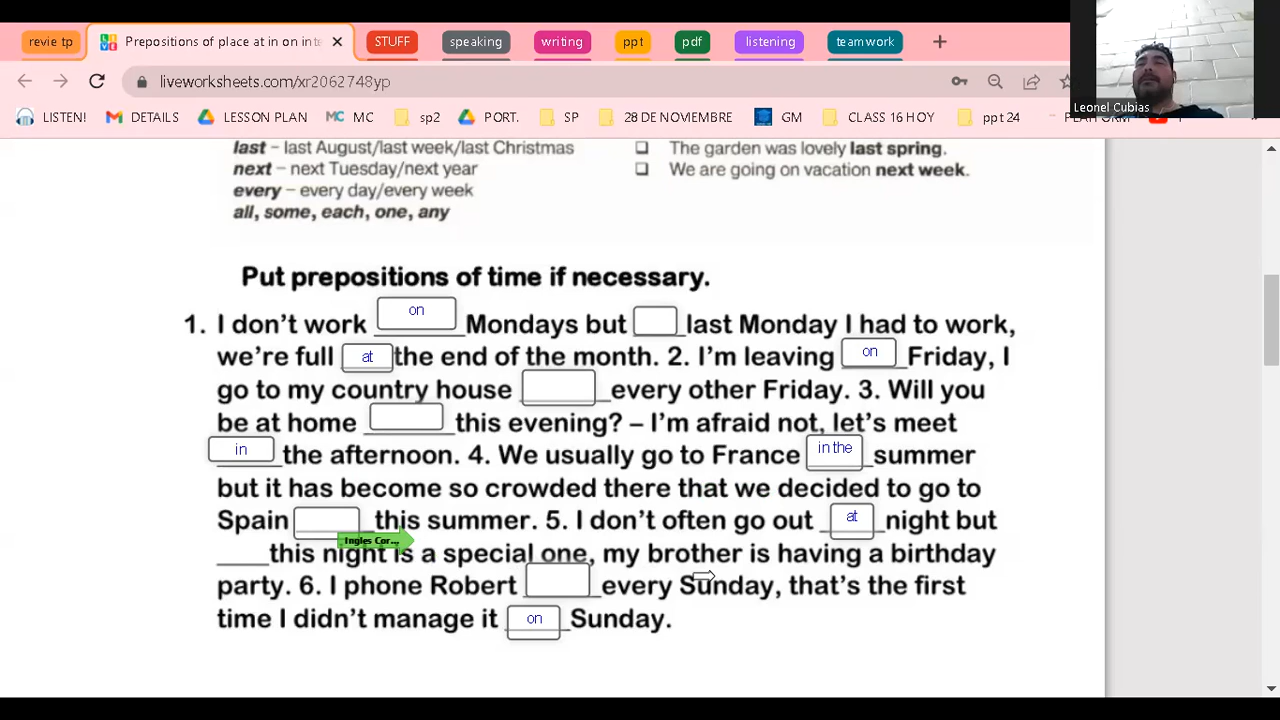 revie tp
Prepositions of place at in on int
STUFF
speaking
writing
ppt
pdf
listening
teamwork
liveworksheets.com/xr2062748yp
Leonel Cubias
LISTEN!
DETAILS
LESSON PLAN
MC MC
sp2
PORT.
SP
28 DE NOVIEMBRE
GM
CLASS 16 HOY
ppt 24
last – last August/last week/last Christmas
The garden was lovely last spring.
next – next Tuesday/next year
We are going on vacation next week.
every – every day/every week
all, some, each, one, any
Put prepositions of time if necessary.
1. I don't work on Mondays but last Monday I had to work,
we're full at the end of the month. 2. I'm leaving on Friday, I
go to my country house every other Friday. 3. Will you
be at home this evening? – I'm afraid not, let's meet
in the afternoon. 4. We usually go to France in the summer
but it has become so crowded there that we decided to go to
Spain this summer. 5. I don't often go out at night but
Ingles Cor...
this night is a special one, my brother is having a birthday
party. 6. I phone Robert every Sunday, that's the first
time I didn't manage it on Sunday.